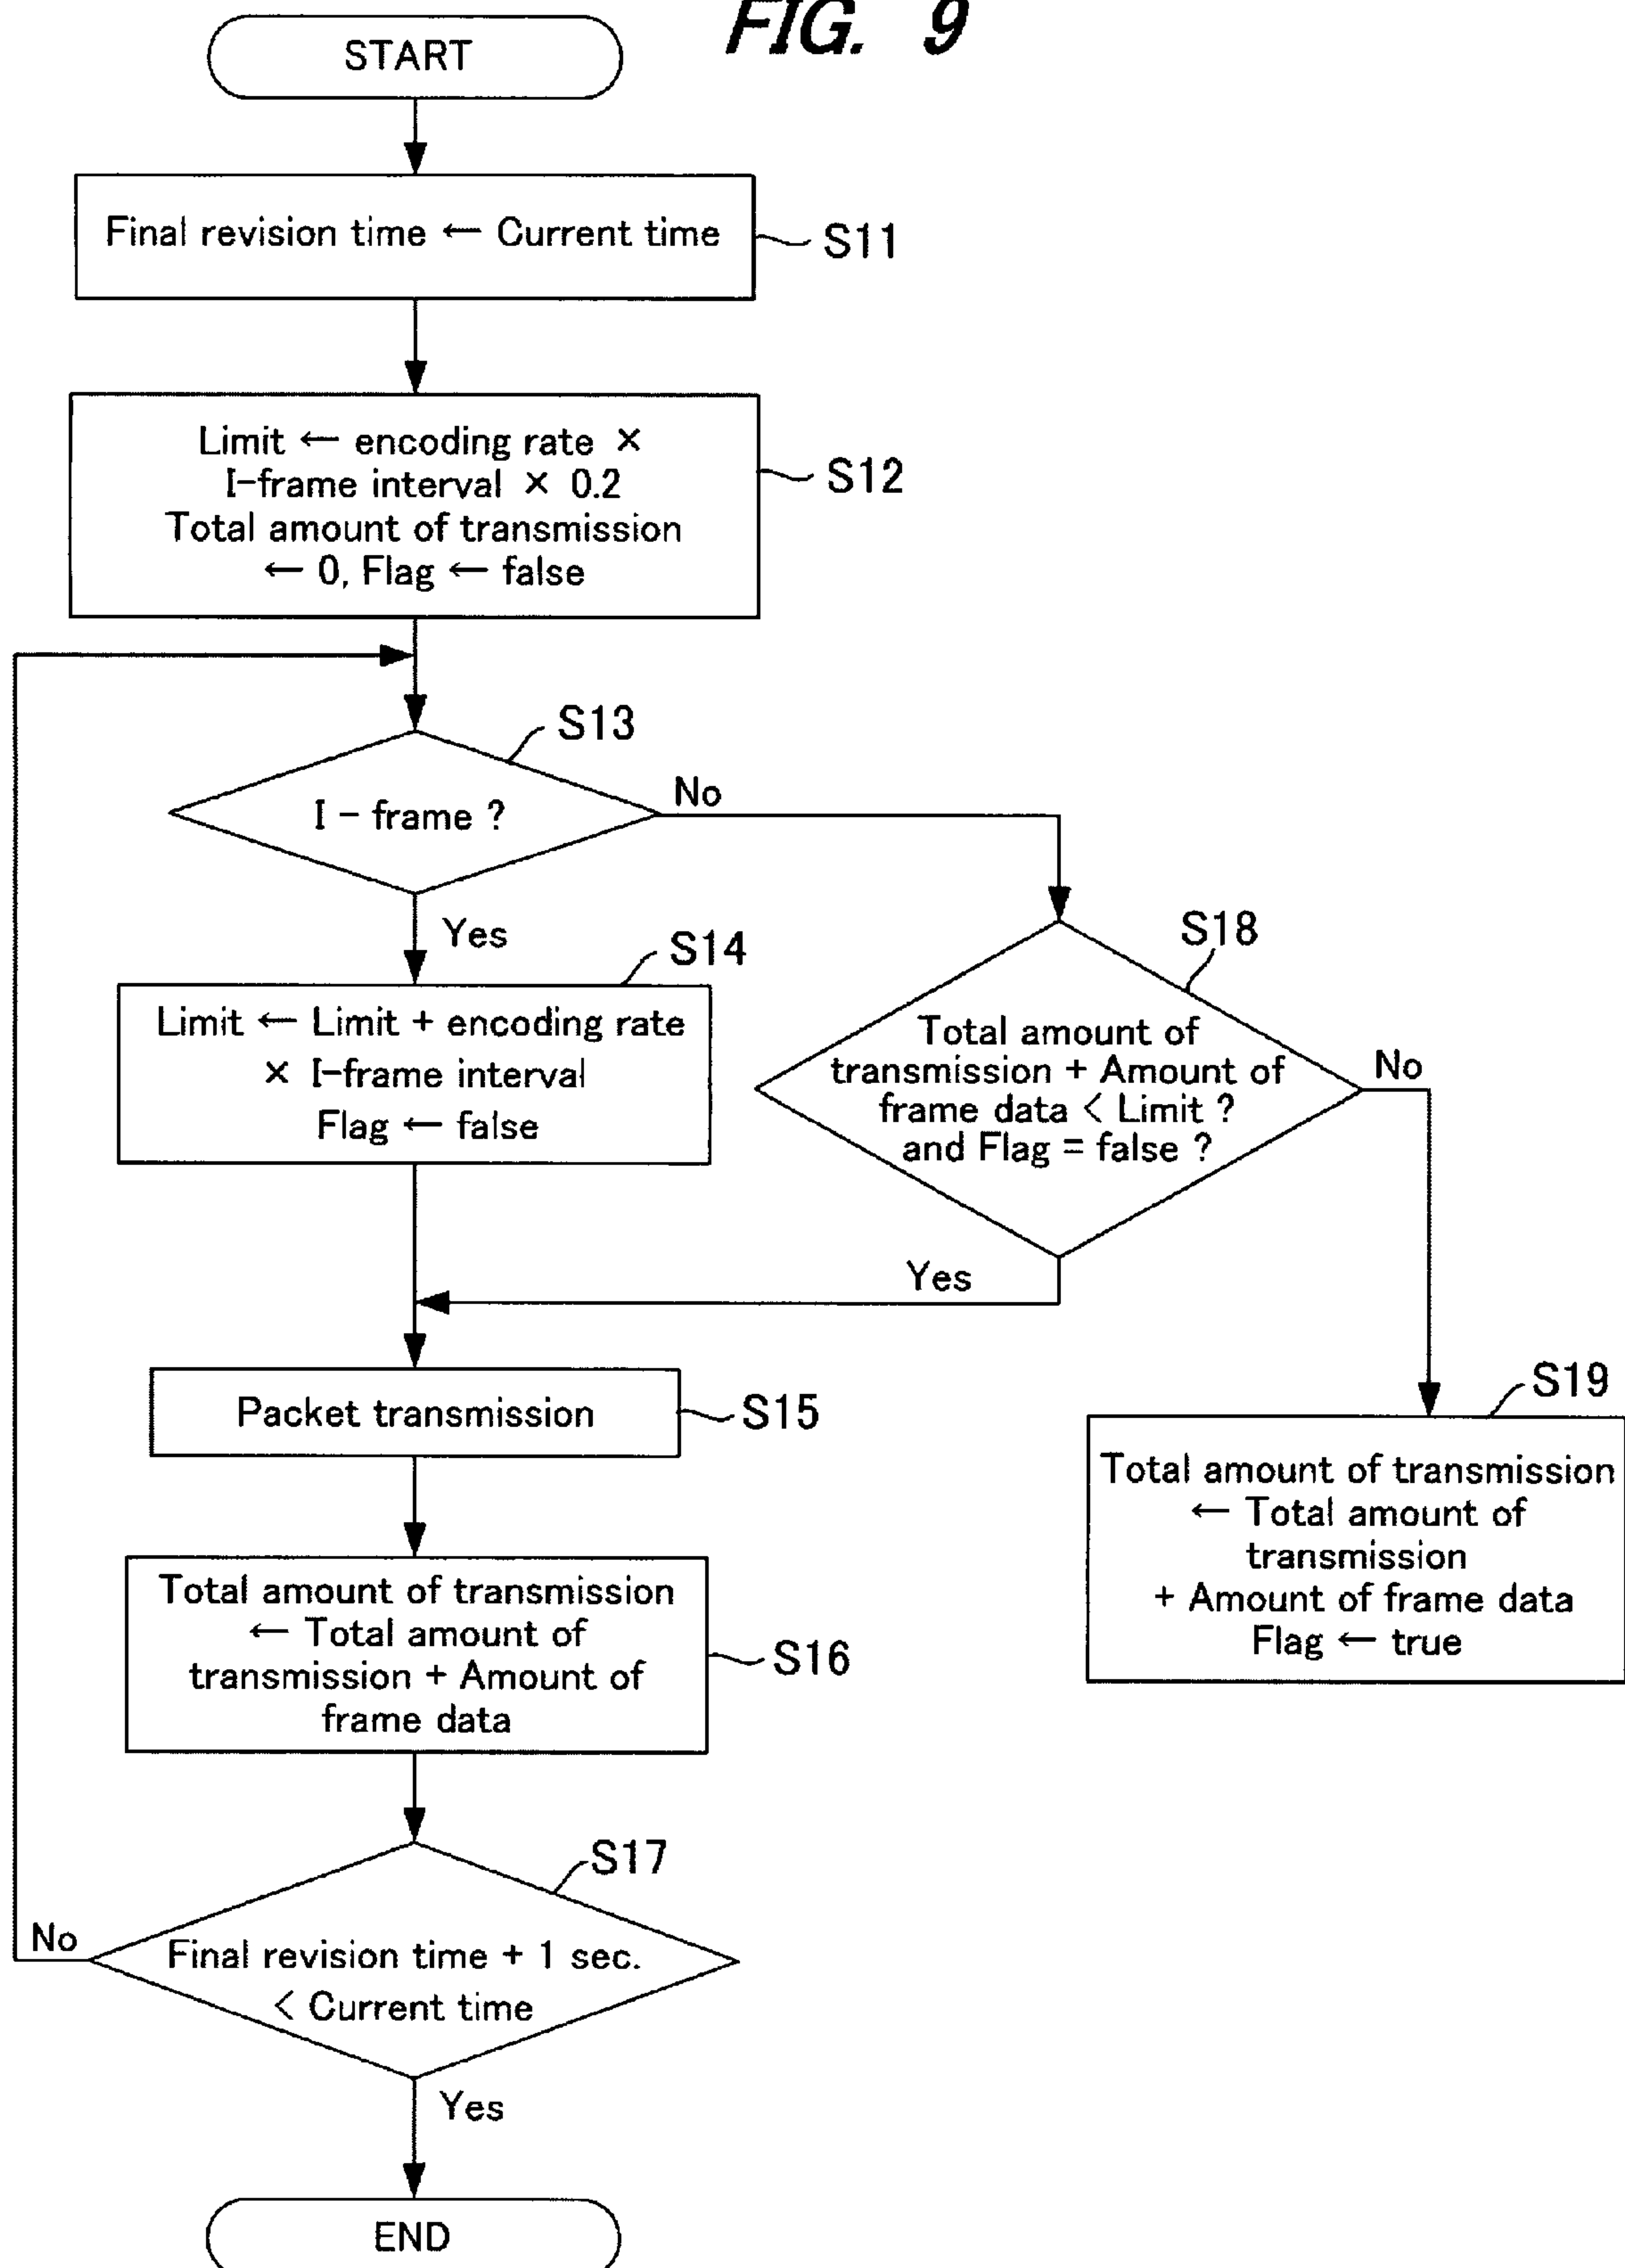 FIG. 9
START
Final revision time ← Current time
S11
Limit ← encoding rate ×
I-frame interval × 0.2
Total amount of transmission
← 0, Flag ← false
S12
S13
I - frame ?
No
Yes
S14
Limit ← Limit + encoding rate
× I-frame interval
Flag ← false
S18
Total amount of
transmission + Amount of
frame data < Limit ?
and Flag = false ?
No
Yes
Packet transmission
S15
S19
Total amount of transmission
← Total amount of
transmission
+ Amount of frame data
Flag ← true
Total amount of transmission
← Total amount of
transmission + Amount of
frame data
S16
S17
No
Final revision time + 1 sec.
< Current time
Yes
END